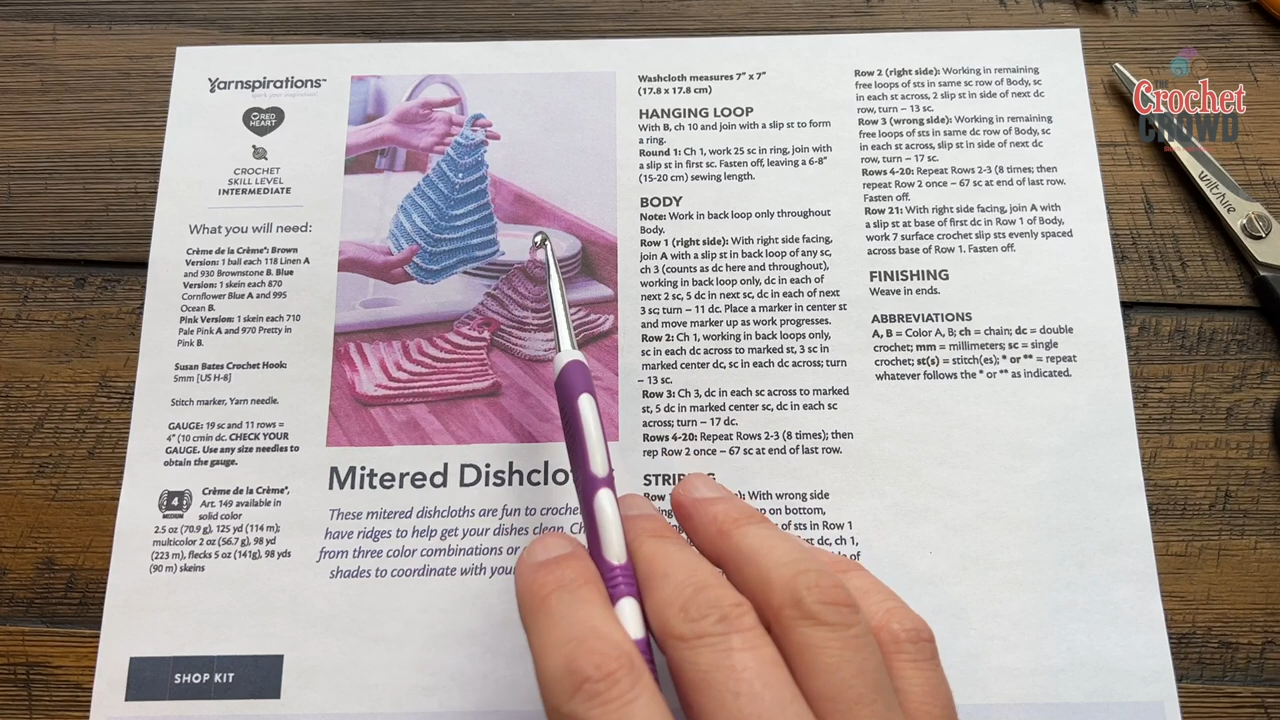 Yarnspirations™
spark your inspiration!
RED
HEART
CROCHET
SKILL LEVEL
INTERMEDIATE
What you will need:
Crème de la Crème®: Brown
Version: 1 ball each 118 Linen A
and 930 Brownstone B. Blue
Version: 1 skein each 870
Cornflower Blue A and 995
Ocean B.
Pink Version: 1 skein each 710
Pale Pink A and 970 Pretty in
Pink B.
Susan Bates Crochet Hook:
5mm [US H-8]
Stitch marker, Yarn needle.
GAUGE: 19 sc and 11 rows =
4" (10 cmin dc. CHECK YOUR
GAUGE. Use any size needles to
obtain the gauge.
4
MEDIUM
Crème de la Crème®,
Art. 149 available in
solid color
2.5 oz (70.9 g), 125 yd (114 m);
multicolor 2 oz (56.7 g), 98 yd
(223 m), flecks 5 oz (141g), 98 yds
(90 m) skeins
SHOP KIT
Mitered
These mitered dishcloths are fun to
have ridges to help get your dishes clean.
from three color combinations or
shades to coordinate with
Washcloth measures 7" x 7"
(17.8 x 17.8 cm)
HANGING LOOP
With B, ch 10 and join with a slip st to form
a ring.
Round 1: Ch 1, work 25 sc in ring, join with
a slip st in first sc. Fasten off, leaving a 6-8"
(15-20 cm) sewing length.
BODY
Note: Work in back loop only throughout
Body.
Row 1 (right side): With right side facing,
join A with a slip st in back loop of any sc,
ch 3 (counts as dc here and throughout),
working in back loop only, dc in each of
next 2 sc, 5 dc in next sc, dc in each of next
3 sc; turn – 11 dc. Place a marker in center st
and move marker up as work progresses.
Row 2: Ch 1, working in back loops only,
sc in each dc across to marked st, 3 sc in
marked center dc, sc in each dc across; turn
– 13 sc.
Row 3: Ch 3, dc in each sc across to marked
st, 5 dc in marked center sc, dc in each sc
across; turn – 17 dc.
Rows 4-20: Repeat Rows 2-3 (8 times); then
rep Row 2 once – 67 sc at end of last row.
Row With wrong side
on bottom,
of sts in Row 1
dc, ch 1,
of
Row 2 (right side): Working in remaining
free loops of sts in same sc row of Body, sc
in each st across, 2 slip st in side of next dc
row, turn – 13 sc.
Row 3 (wrong side): Working in remaining
free loops of sts in same dc row of Body, sc
in each st across, slip st in side of next dc
row, turn – 17 sc.
Rows 4-20: Repeat Rows 2-3 (8 times; then
repeat Row 2 once – 67 sc at end of last row.
Fasten off.
Row 21: With right side facing, join A with
a slip st at base of first dc in Row 1 of Body,
work 7 surface crochet slip sts evenly spaced
across base of Row 1. Fasten off.
FINISHING
Weave in ends.
ABBREVIATIONS
A, B = Color A, B; ch = chain; dc = double
crochet; mm = millimeters; sc = single
crochet; st(s) = stitch(es); * or ** = repeat
whatever follows the * or ** as indicated.
THE
Crochet
CROWD
Wiltshire